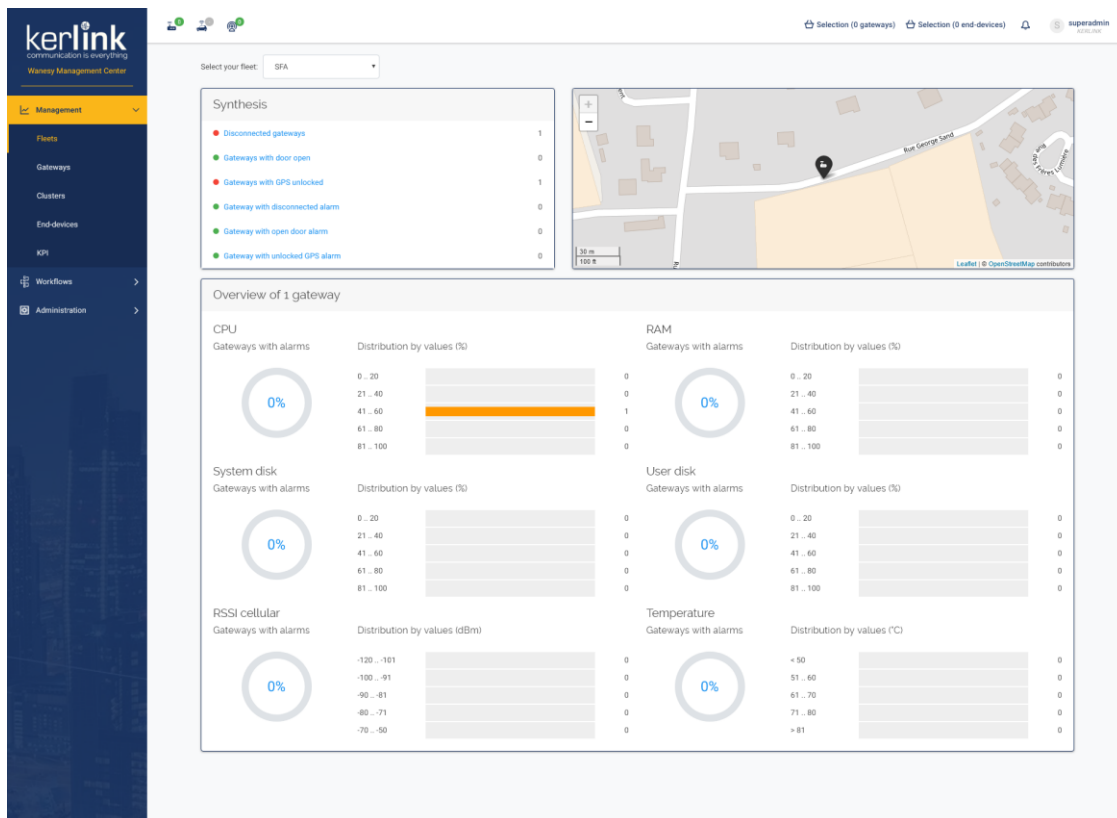 kerlink
communication is everything
Wanesy Management Center
Management
Fleets
Gateways
Clusters
End-devices
KPI
Workflows
Administration
0
0
Selection (0 gateways)
Selection (0 end-devices)
S
superadmin
KERLINK
Select your fleet: SFA
Synthesis
Disconnected gateways 1
Gateways with door open 0
Gateways with GPS unlocked 1
Gateway with disconnected alarm 0
Gateway with open door alarm 0
Gateway with unlocked GPS alarm 0
+
−
Rue George Sand
30 m
100 ft
Leaflet | © OpenStreetMap contributors
Overview of 1 gateway
CPU
Gateways with alarms Distribution by values (%)
0%
0 .. 20 0
21 .. 40 0
41 .. 60 1
61 .. 80 0
81 .. 100 0
RAM
Gateways with alarms Distribution by values (%)
0%
0 .. 20 0
21 .. 40 0
41 .. 60 0
61 .. 80 0
81 .. 100 0
System disk
Gateways with alarms Distribution by values (%)
0%
0 .. 20 0
21 .. 40 0
41 .. 60 0
61 .. 80 0
81 .. 100 0
User disk
Gateways with alarms Distribution by values (%)
0%
0 .. 20 0
21 .. 40 0
41 .. 60 0
61 .. 80 0
81 .. 100 0
RSSI cellular
Gateways with alarms Distribution by values (dBm)
0%
-120 .. -101 0
-100 .. -91 0
-90 .. -81 0
-80 .. -71 0
-70 .. -50 0
Temperature
Gateways with alarms Distribution by values (°C)
0%
< 50 0
51 .. 60 0
61 .. 70 0
71 .. 80 0
> 81 0